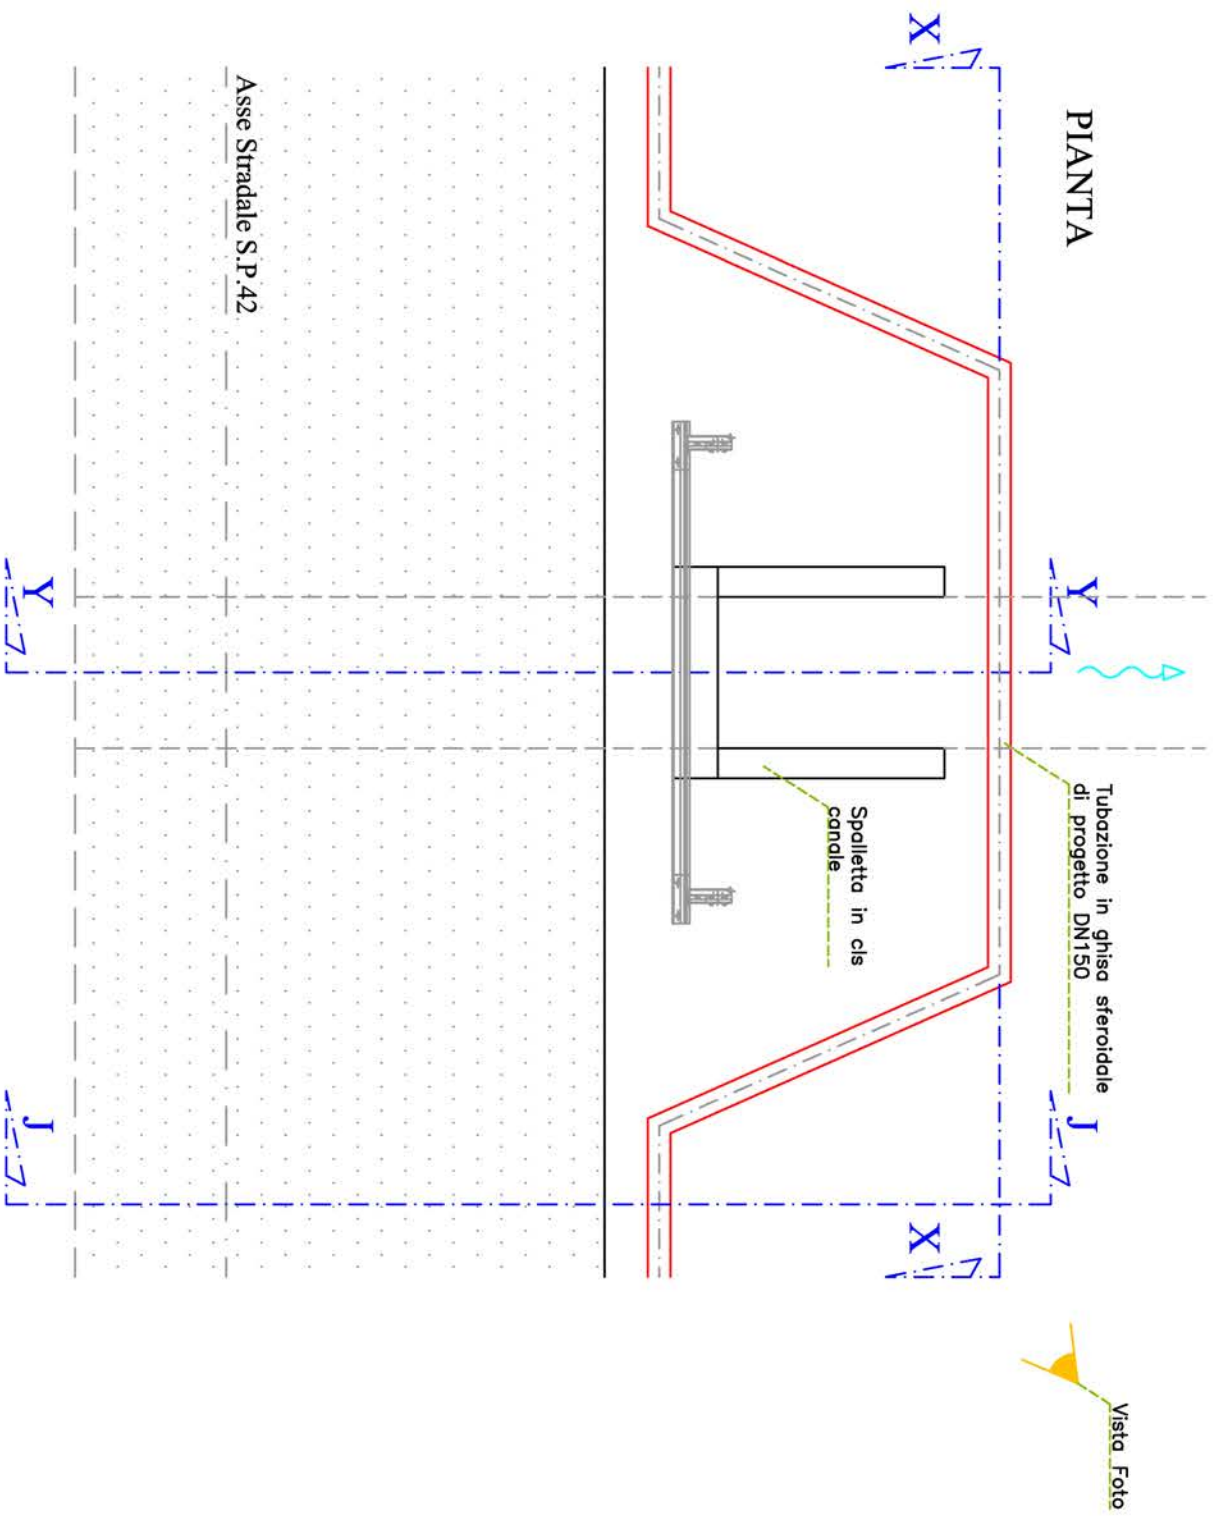 PIANTA
X
X
Y
Y
J
J
Tubazione in ghisa sferoidale
di progetto DN150
Spalletta in cls
canale
Vista Foto
Asse Stradale S.P.42